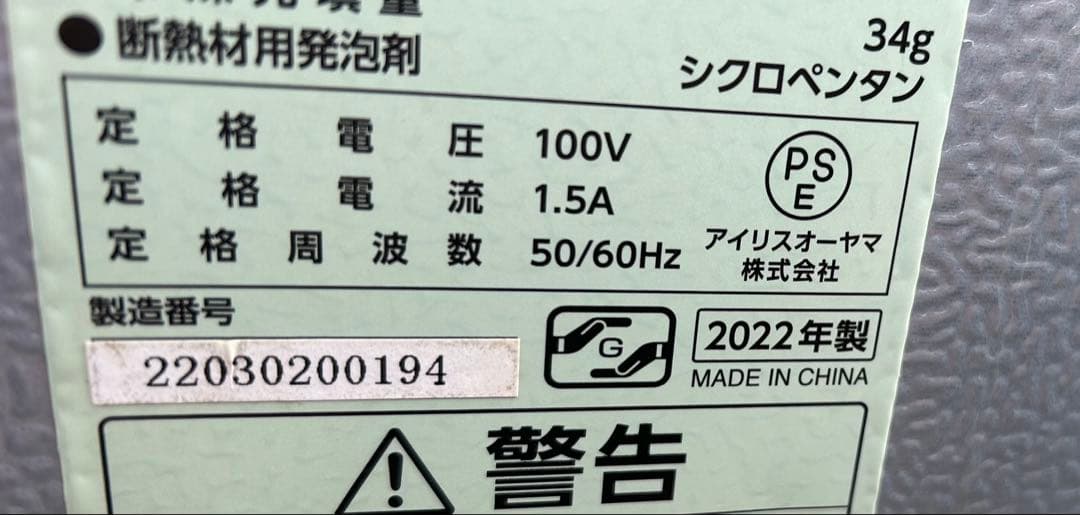 34g
●断熱材用発泡剤 シクロペンタン
定格電圧 100V
定格電流 1.5A
定格周波数 50/60Hz
PS
E
アイリスオーヤマ
株式会社
製造番号
22030200194
G
2022年製
MADE IN CHINA
警告